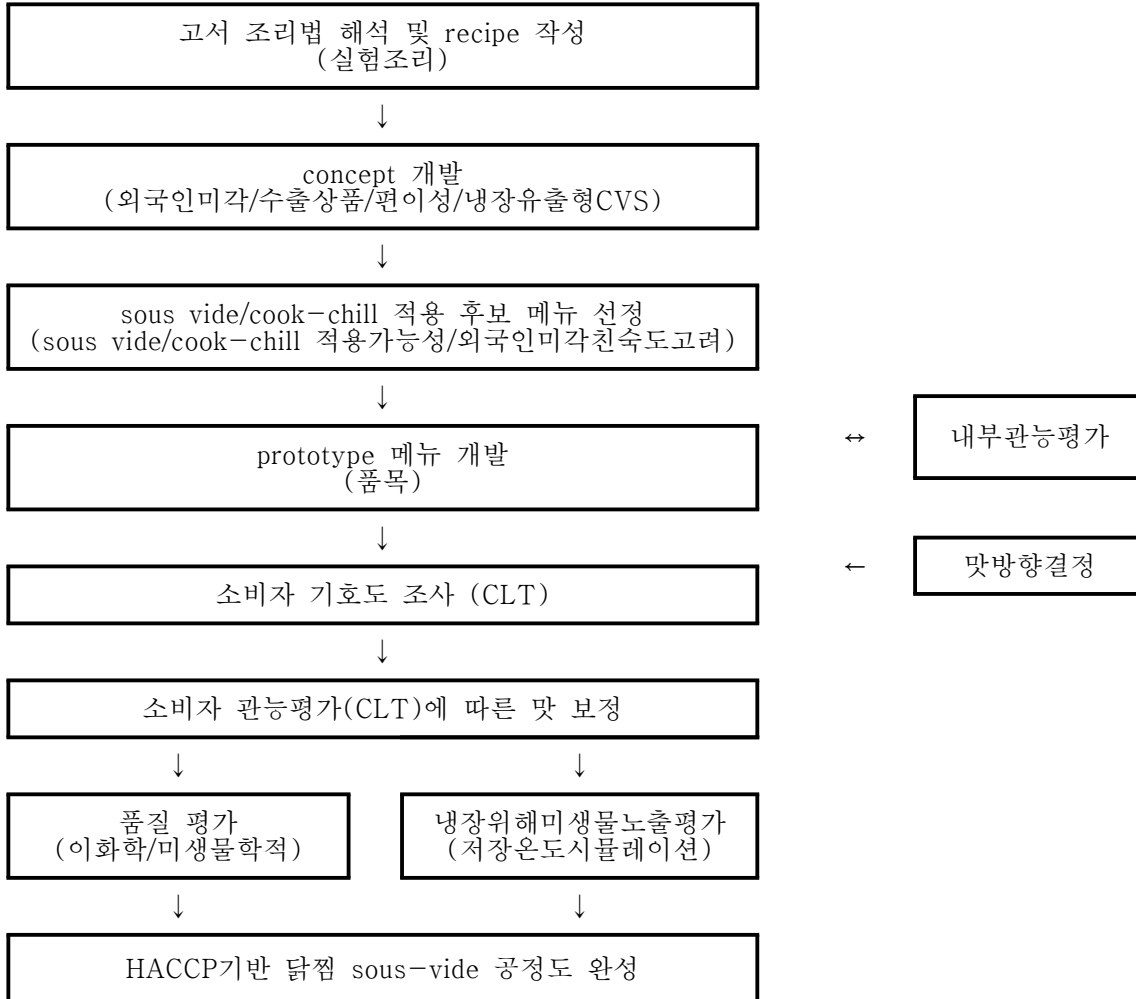 고서 조리법 해석 및 recipe 작성
(실험조리)
↓
concept 개발
(외국인미각/수출상품/편이성/냉장유출형CVS)
↓
sous vide/cook-chill 적용 후보 메뉴 선정
(sous vide/cook-chill 적용가능성/외국인미각친숙도고려)
↓
prototype 메뉴 개발
(품목)
↔
내부관능평가
↓
소비자 기호도 조사 (CLT)
←
맛방향결정
↓
소비자 관능평가(CLT)에 따른 맛 보정
↓ ↓
품질 평가
(이화학/미생물학적)
냉장위해미생물노출평가
(저장온도시뮬레이션)
↓ ↓
HACCP기반 닭찜 sous-vide 공정도 완성